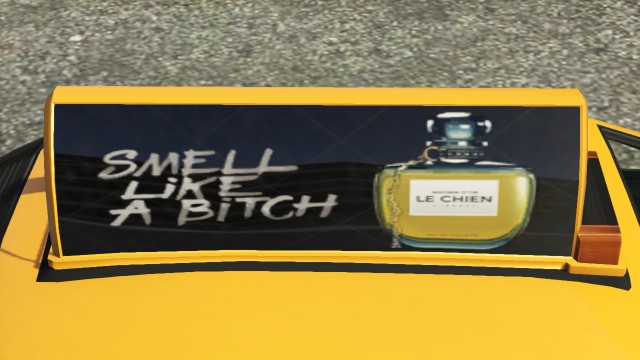 SMELL
LIKE
A BITCH
LE CHIEN